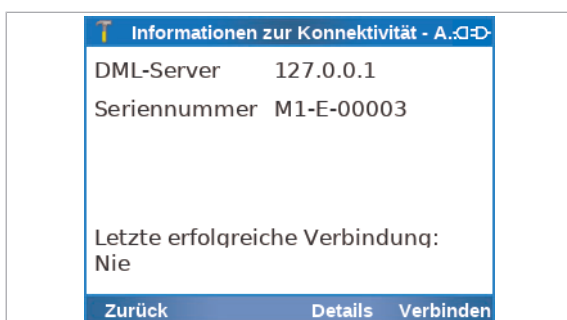 Informationen zur Konnektivität - A.
DML-Server 127.0.0.1
Seriennummer M1-E-00003
Letzte erfolgreiche Verbindung:
Nie
Zurück Details Verbinden